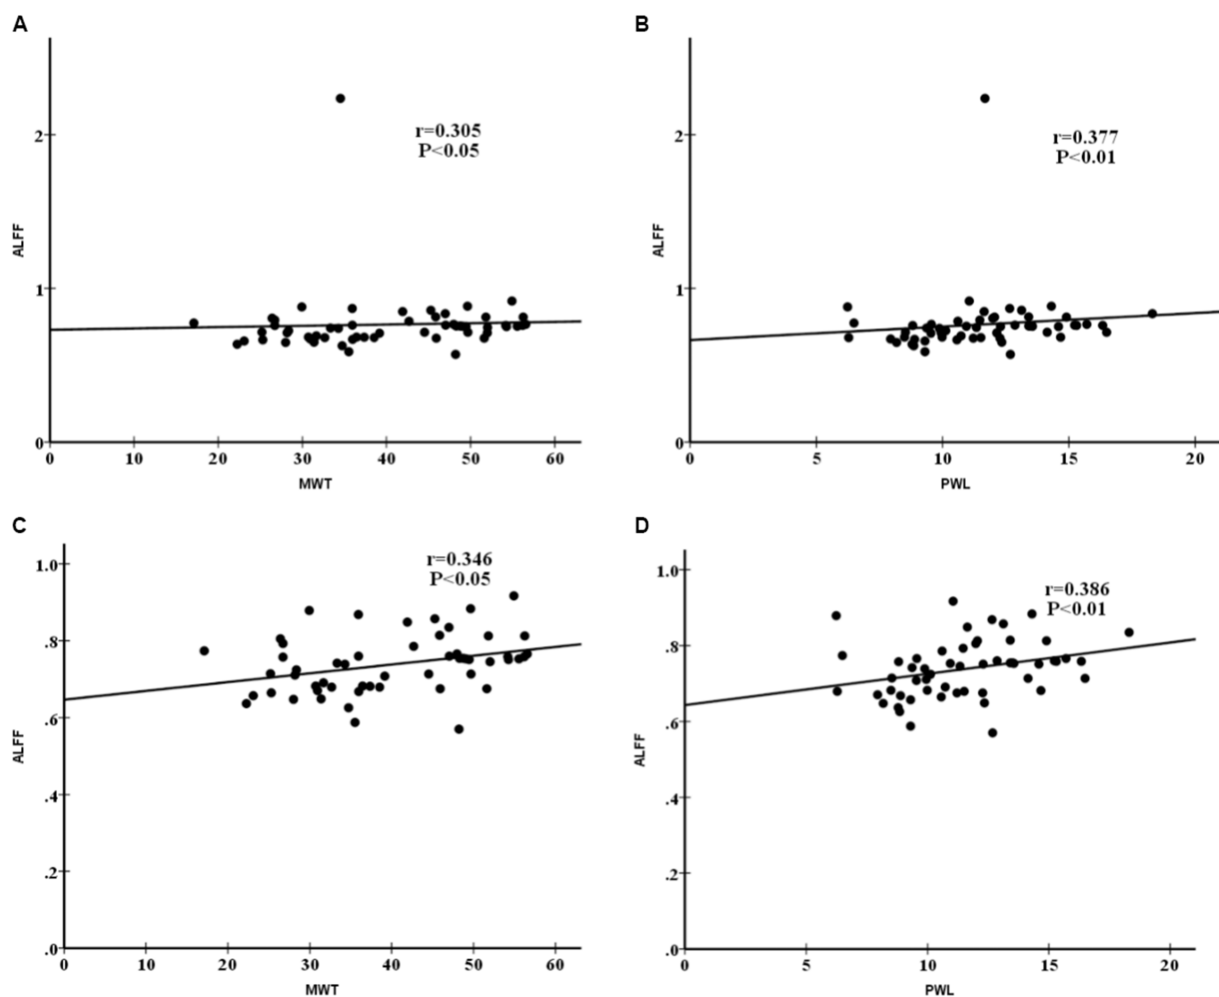 A
ALFF
2
1
0
r=0.305
P<0.05
0 10 20 30 40 50 60
MWT
B
ALFF
2
1
0
r=0.377
P<0.01
0 5 10 15 20
PWL
C
ALFF
1.0
.8
.6
.4
.2
.0
r=0.346
P<0.05
0 10 20 30 40 50 60
MWT
D
ALFF
1.0
.8
.6
.4
.2
.0
r=0.386
P<0.01
0 5 10 15 20
PWL